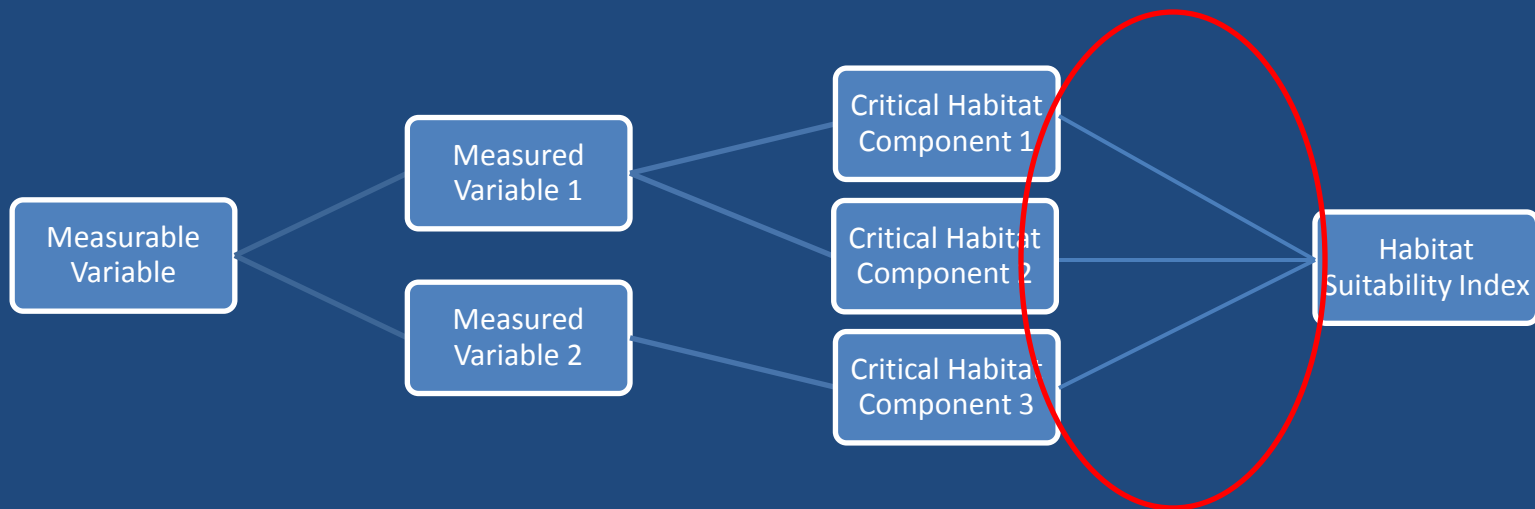 Measurable
Variable
Measured
Variable 1
Measured
Variable 2
Critical Habitat
Component 1
Critical Habitat
Component 2
Critical Habitat
Component 3
Habitat
Suitability Index